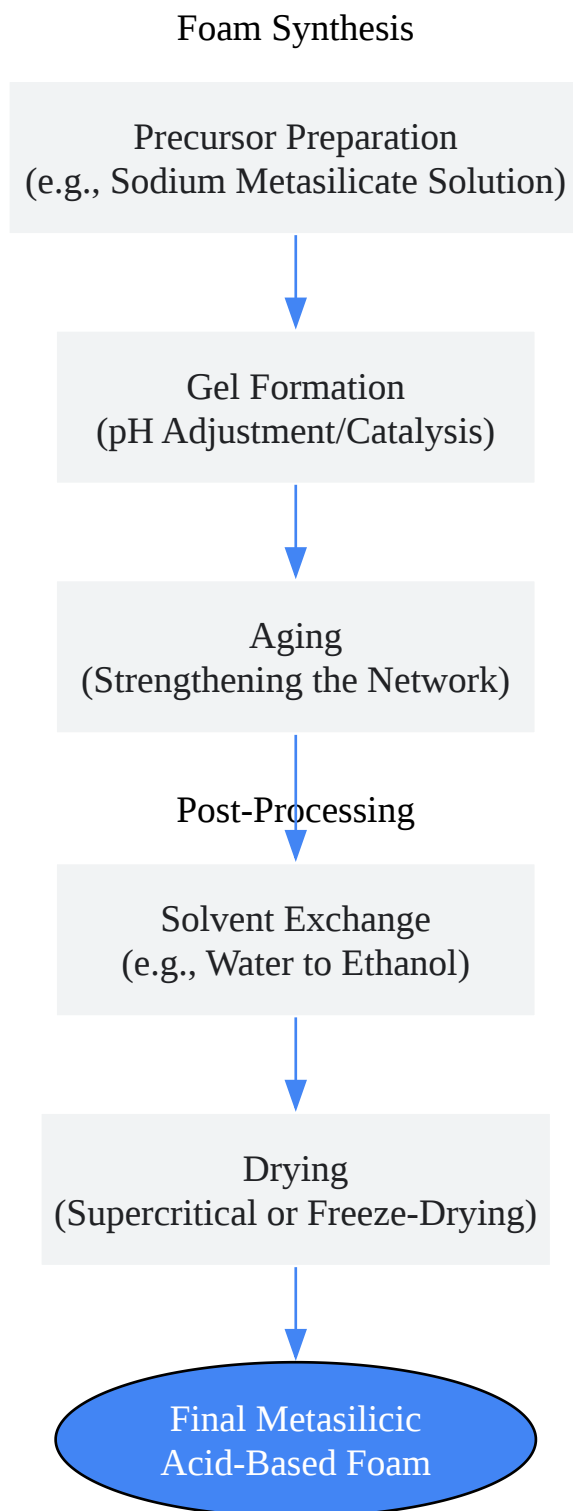 Foam Synthesis
Precursor Preparation
(e.g., Sodium Metasilicate Solution)
Gel Formation
(pH Adjustment/Catalysis)
Aging
(Strengthening the Network)
Post-Processing
Solvent Exchange
(e.g., Water to Ethanol)
Drying
(Supercritical or Freeze-Drying)
Final Metasilicic
Acid-Based Foam